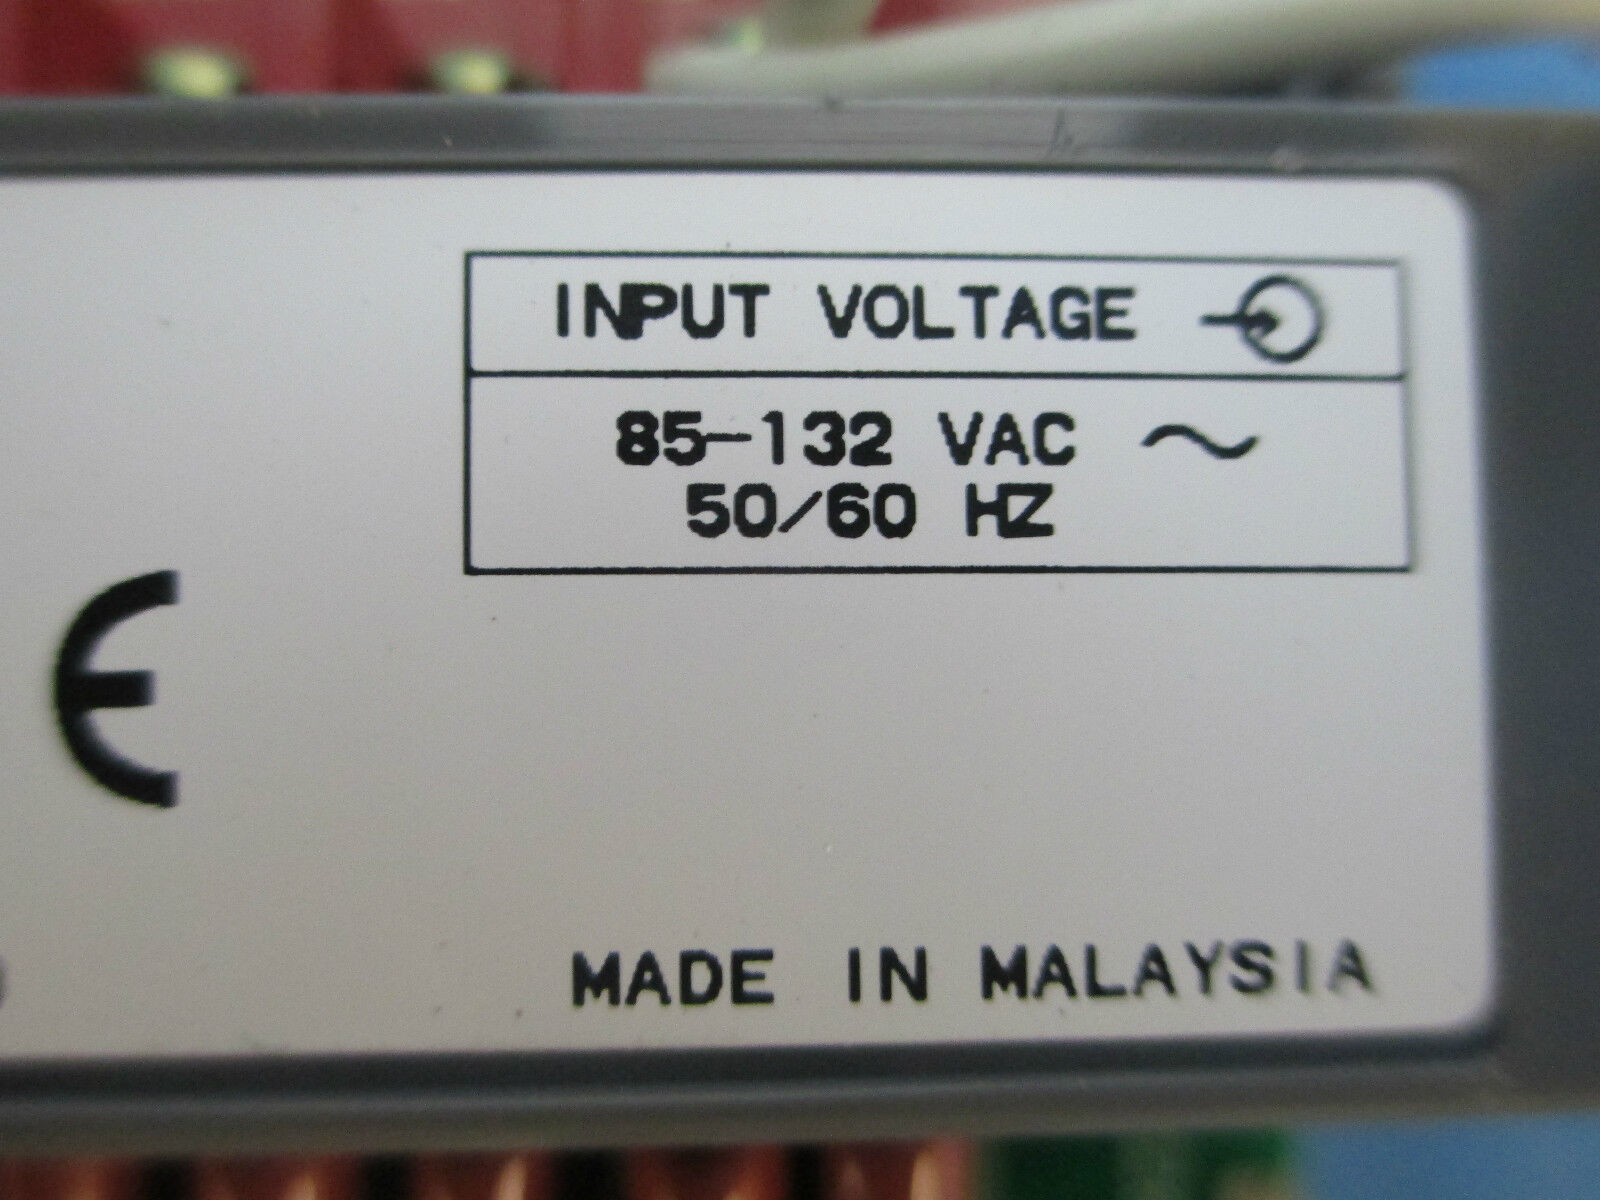 INPUT VOLTAGE
85-132 VAC ~
50/60 HZ
MADE IN MALAYSIA